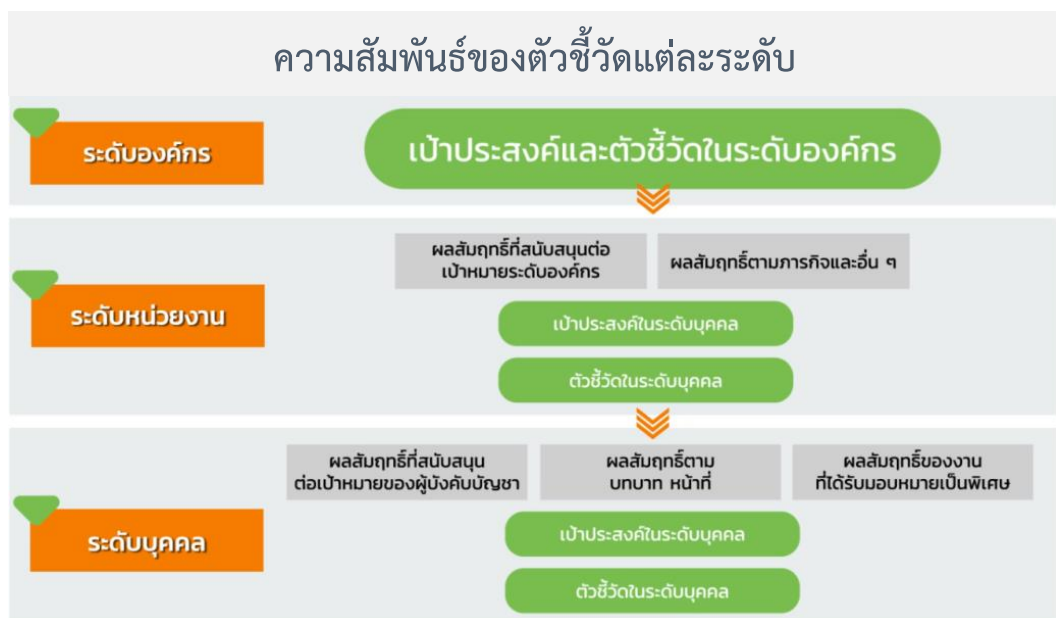 ความสัมพันธ์ของตัวชี้วัดแต่ละระดับ
ระดับองค์กร
เป้าประสงค์และตัวชี้วัดในระดับองค์กร
ผลสัมฤทธิ์ที่สนับสนุนต่อ
เป้าหมายระดับองค์กร
ผลสัมฤทธิ์ตามภารกิจและอื่น ๆ
ระดับหน่วยงาน
เป้าประสงค์ในระดับบุคคล
ตัวชี้วัดในระดับบุคคล
ผลสัมฤทธิ์ที่สนับสนุน
ต่อเป้าหมายของผู้บังคับบัญชา
ผลสัมฤทธิ์ตาม
บทบาท หน้าที่
ผลสัมฤทธิ์ของงาน
ที่ได้รับมอบหมายเป็นพิเศษ
ระดับบุคคล
เป้าประสงค์ในระดับบุคคล
ตัวชี้วัดในระดับบุคคล